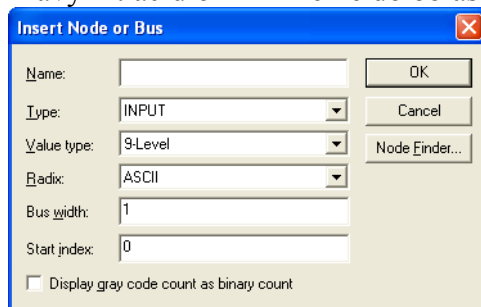 Insert Node or Bus
Name:
OK
Type:
INPUT
Cancel
Value type:
9-Level
Node Finder...
Radix:
ASCII
Bus width:
1
Start index:
0
Display gray code count as binary count